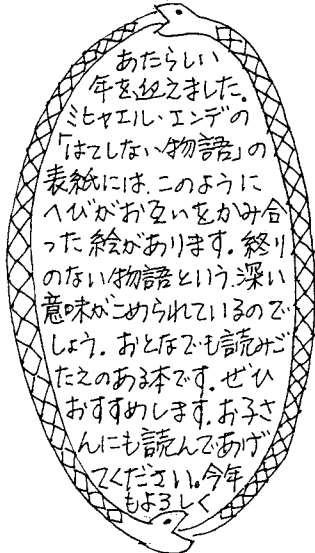 あたらしい
年を迎えました。
ミヒャエル・エンデの
「はてしない物語」の
表紙には、このように
へびがお互いをかみ合
った絵があります。終り
のない物語という、深い
意味がこめられているので
しょう。おとなでも読みご
たえのある本です。ぜひ
おすすめします。お子さ
んにも読んであげ
てください。今年
もよろしく